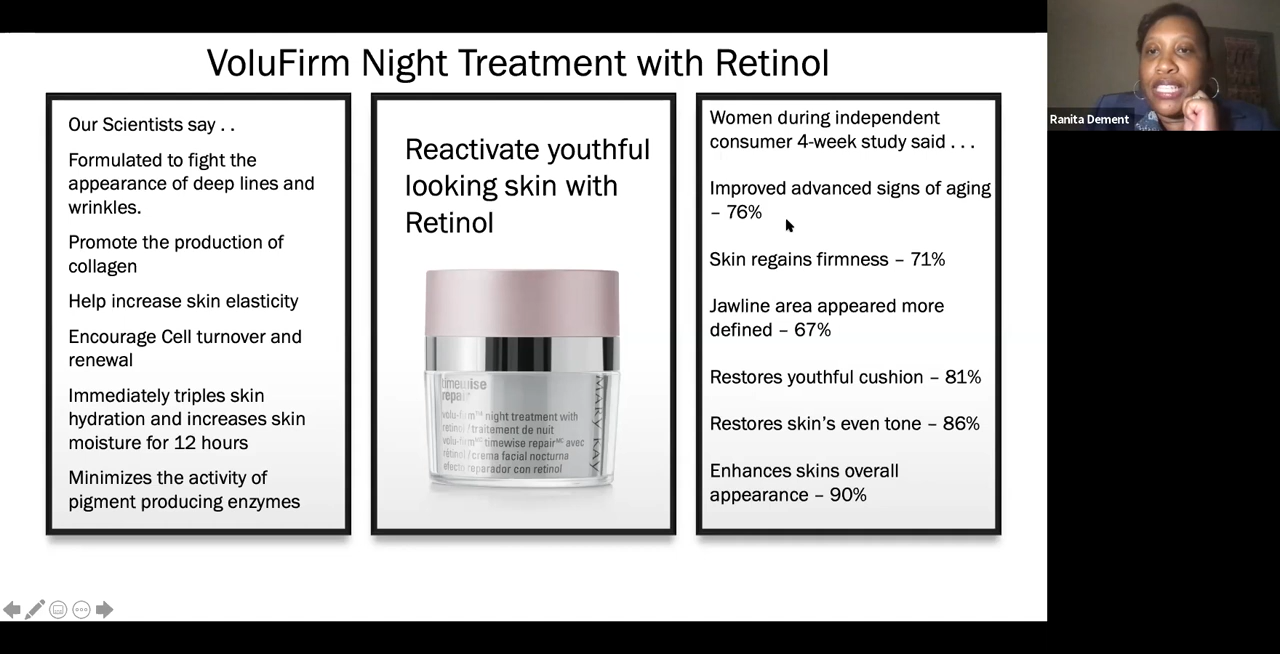 VoluFirm Night Treatment with Retinol
Our Scientists say . .
Formulated to fight the
appearance of deep lines and
wrinkles.
Promote the production of
collagen
Help increase skin elasticity
Encourage Cell turnover and
renewal
Immediately triples skin
hydration and increases skin
moisture for 12 hours
Minimizes the activity of
pigment producing enzymes
Reactivate youthful
looking skin with
Retinol
timewise
repair
volu-firm™ night treatment with
retinol / traitement de nuit
volu-firm ᴹᶜ timewise repair ᴹᶜ avec
rétinol / crema facial nocturna
efecto reparador con retinol
MARY KAY
Women during independent
consumer 4-week study said . . .
Improved advanced signs of aging
– 76%
Skin regains firmness – 71%
Jawline area appeared more
defined – 67%
Restores youthful cushion – 81%
Restores skin’s even tone – 86%
Enhances skins overall
appearance – 90%
Ranita Dement